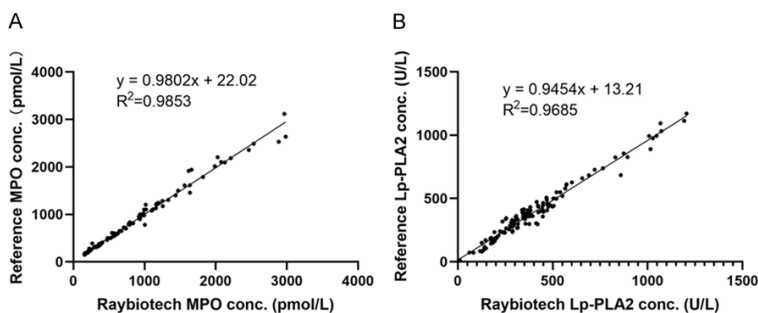 A
Reference MPO conc. (pmol/L)
y = 0.9802x + 22.02
R²=0.9853
4000
3000
2000
1000
0
0 1000 2000 3000 4000
Raybiotech MPO conc. (pmol/L)
B
Reference Lp-PLA2 conc. (U/L)
y = 0.9454x + 13.21
R²=0.9685
1500
1000
500
0
0 500 1000 1500
Raybiotech Lp-PLA2 conc. (U/L)